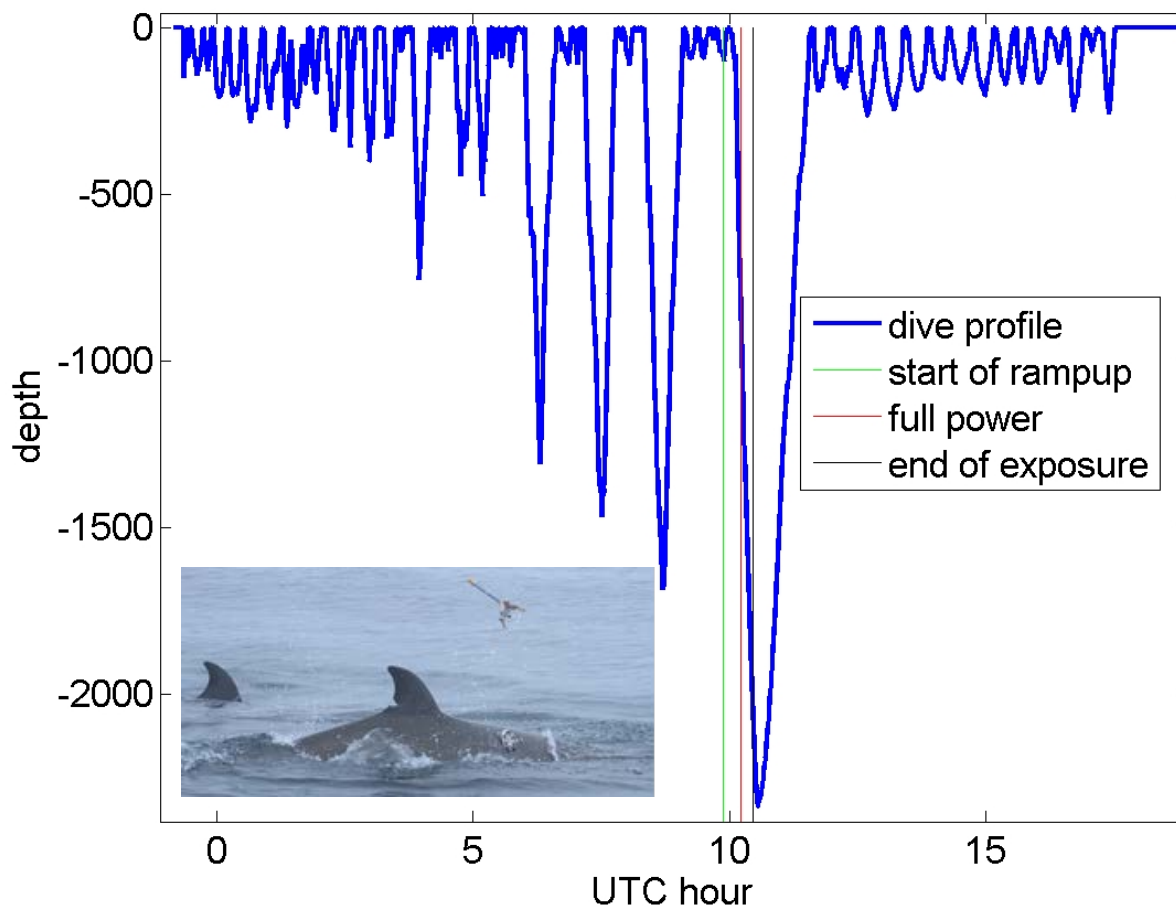 0
-500
-1000
-1500
-2000
depth
0
5
10
15
UTC hour
dive profile
start of rampup
full power
end of exposure